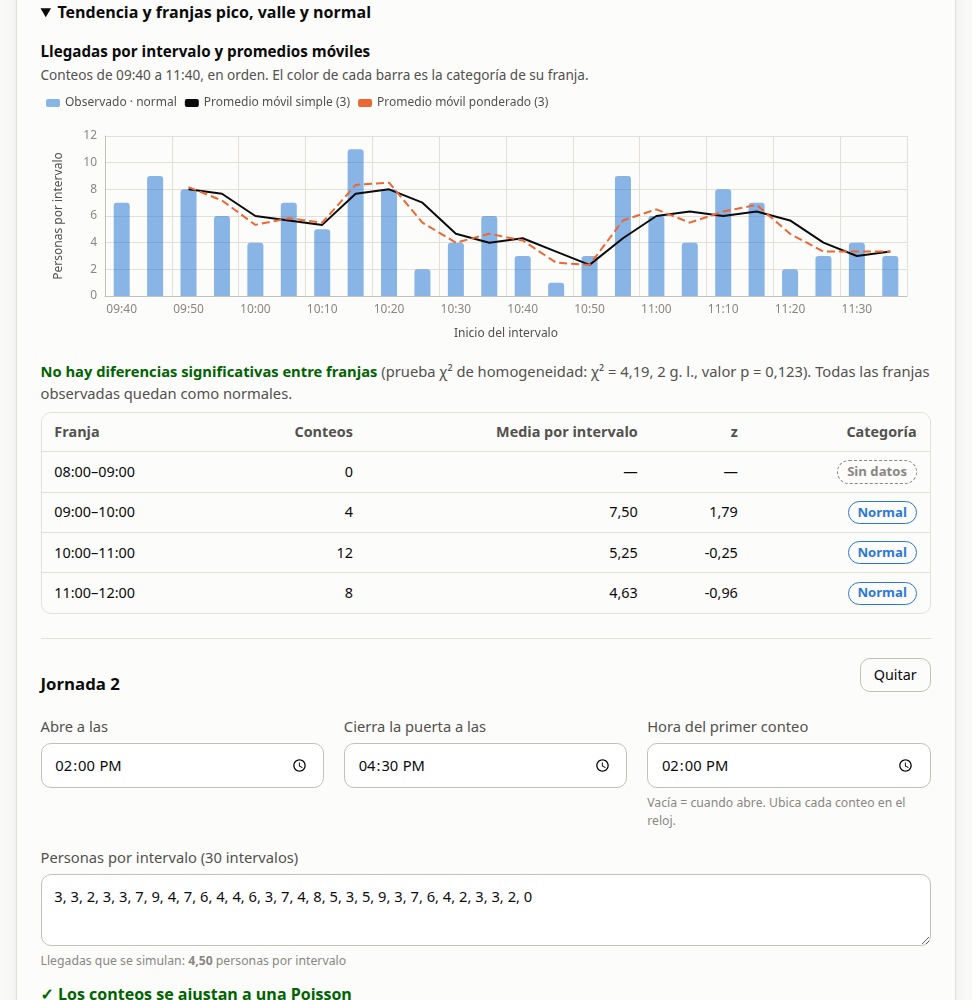 ▼ Tendencia y franjas pico, valle y normal
Llegadas por intervalo y promedios móviles
Conteos de 09:40 a 11:40, en orden. El color de cada barra es la categoría de su franja.
Observado · normal Promedio móvil simple (3) Promedio móvil ponderado (3)
Personas por intervalo
12
10
8
6
4
2
0
09:40 09:50 10:00 10:10 10:20 10:30 10:40 10:50 11:00 11:10 11:20 11:30
Inicio del intervalo
No hay diferencias significativas entre franjas (prueba χ² de homogeneidad: χ² = 4,19, 2 g. l., valor p = 0,123). Todas las franjas
observadas quedan como normales.
Franja Conteos Media por intervalo z Categoría
08:00–09:00 0 — — Sin datos
09:00–10:00 4 7,50 1,79 Normal
10:00–11:00 12 5,25 -0,25 Normal
11:00–12:00 8 4,63 -0,96 Normal
Jornada 2 Quitar
Abre a las Cierra la puerta a las Hora del primer conteo
02:00 PM 04:30 PM 02:00 PM
Vacía = cuando abre. Ubica cada conteo en el
reloj.
Personas por intervalo (30 intervalos)
3, 3, 2, 3, 3, 7, 9, 4, 7, 6, 4, 4, 6, 3, 7, 4, 8, 5, 3, 5, 9, 3, 7, 6, 4, 2, 3, 3, 2, 0
Llegadas que se simulan: 4,50 personas por intervalo
✓ Los conteos se ajustan a una Poisson